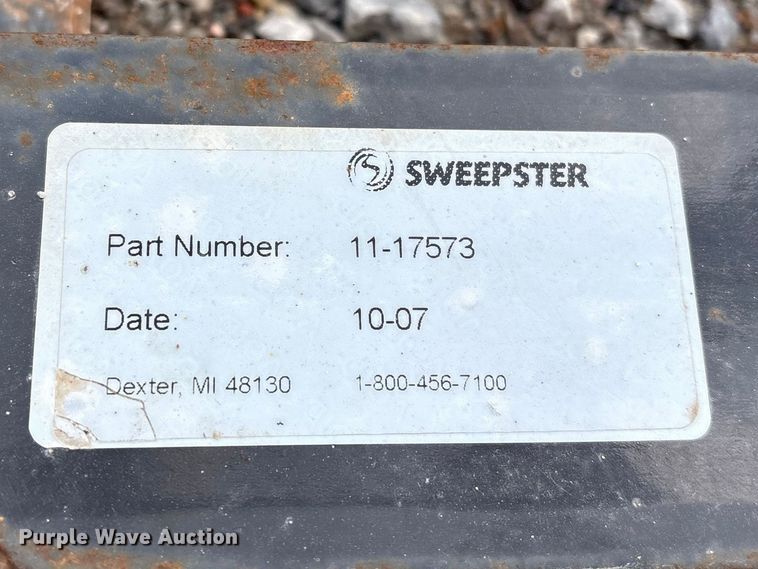 SWEEPSTER
Part Number: 11-17573
Date: 10-07
Dexter, MI 48130 1-800-456-7100
Purple Wave Auction